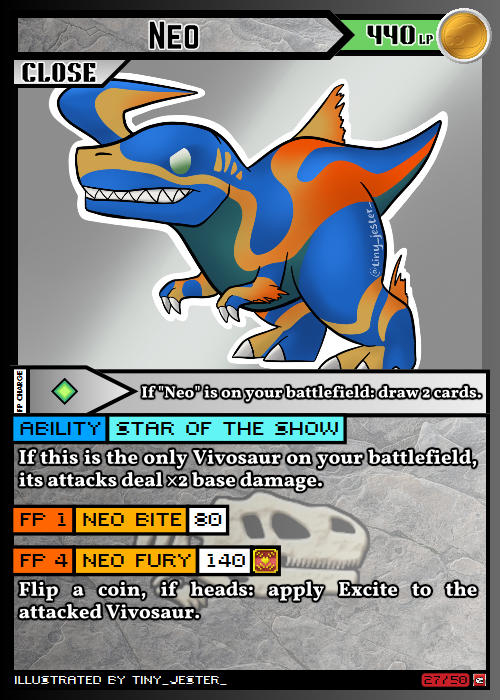 NEO
440 LP
CLOSE
@tiny_jester_
FP CHARGE
If "Neo" is on your battlefield: draw 2 cards.
ABILITY STAR OF THE SHOW
If this is the only Vivosaur on your battlefield,
its attacks deal ×2 base damage.
FP 1 NEO BITE 80
FP 4 NEO FURY 140
Flip a coin, if heads: apply Excite to the
attacked Vivosaur.
ILLUSTRATED BY TINY_JESTER_
27/50